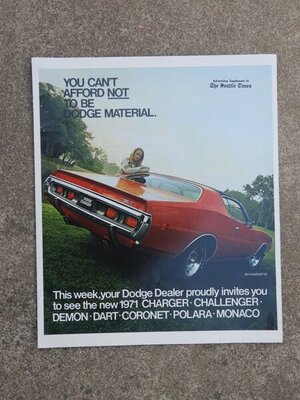 YOU CAN'T
AFFORD NOT
TO BE
DODGE MATERIAL.
Advertising Supplement to
The Seattle Times
This week, your Dodge Dealer proudly invites you
to see the new 1971 CHARGER · CHALLENGER ·
DEMON · DART · CORONET · POLARA · MONACO